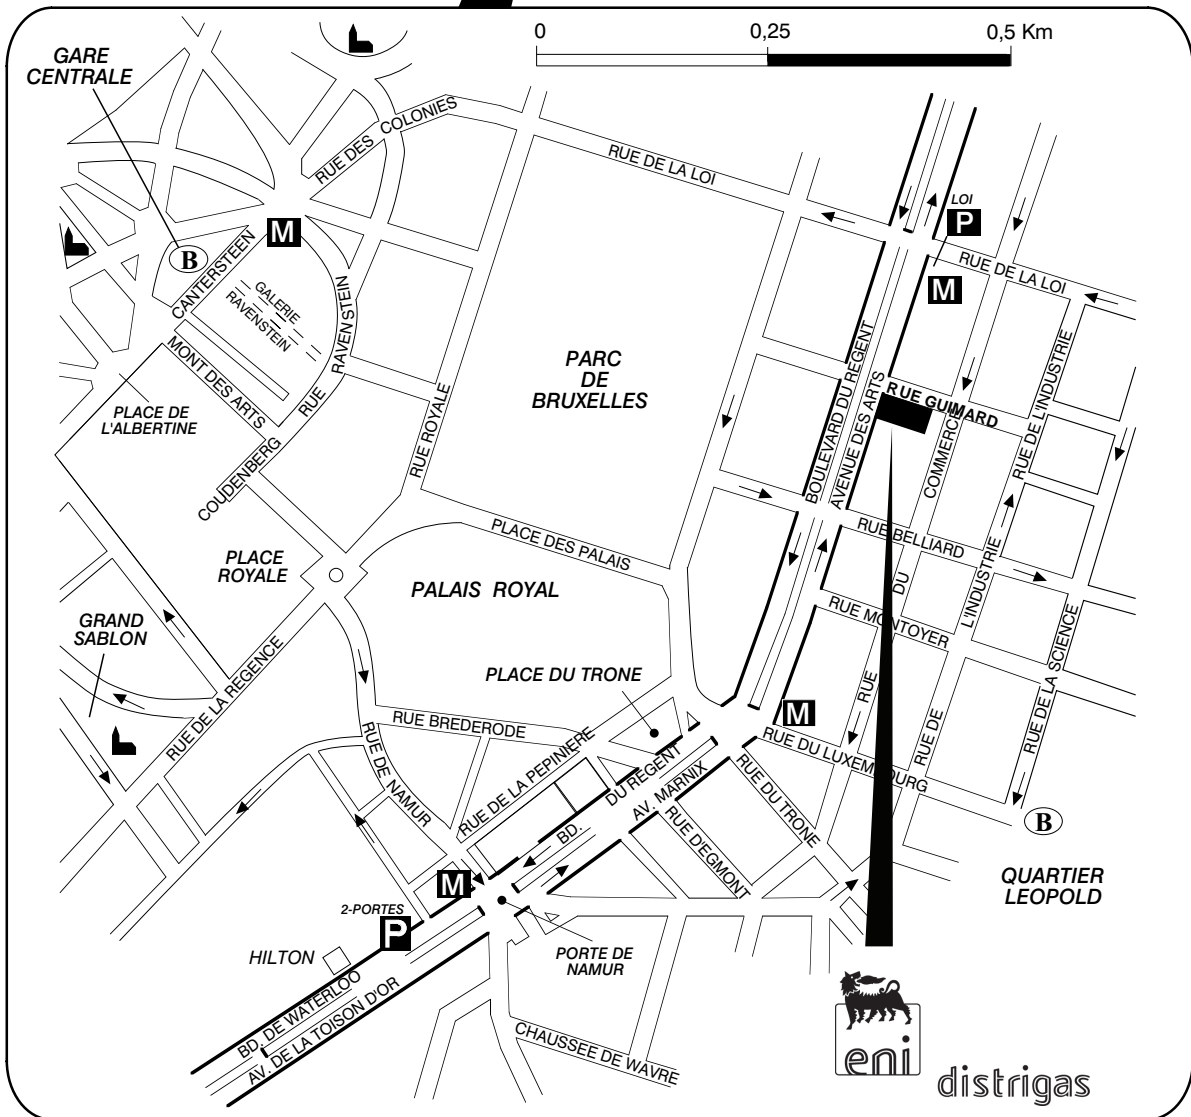 0 0,25 0,5 Km
GARE
CENTRALE
B
M
RUE DES COLONIES
RUE DE LA LOI
LOI
P
RUE DE LA LOI
M
CANTERSTEEN
GALERIE
RAVENSTEIN
RUE RAVENSTEIN
MONT DES ARTS
PLACE DE
L'ALBERTINE
COUDENBERG
RUE ROYALE
PARC
DE
BRUXELLES
BOULEVARD DU REGENT
AVENUE DES ARTS
RUE GUIMARD
RUE DU COMMERCE
RUE DE L'INDUSTRIE
RUE DE L'INDUSTRIE
PLACE DES PALAIS
RUE BELLIARD
PLACE
ROYALE
PALAIS ROYAL
RUE MONTOYER
GRAND
SABLON
RUE DE LA SCIENCE
RUE DE LA REGENCE
PLACE DU TRONE
M
RUE BREDERODE
RUE DU LUXEMBOURG
RUE DE NAMUR
RUE DE LA PEPINIERE
BD. DU REGENT
AV. MARNIX
RUE DU TRONE
RUE D'EGMONT
B
QUARTIER
LEOPOLD
M
2-PORTES
P
HILTON
PORTE DE
NAMUR
BD. DE WATERLOO
AV. DE LA TOISON D'OR
CHAUSSEE DE WAVRE
eni
distrigas